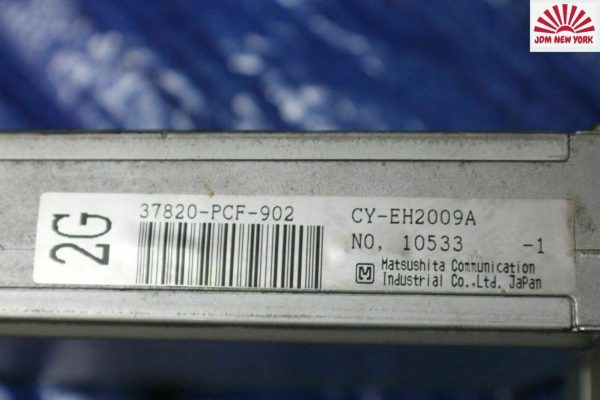 JDM NEW YORK
2G
37820-PCF-902
CY-EH2009A
NO, 10533 -1
M Matsushita Communication
Industrial Co.,Ltd. JaPan